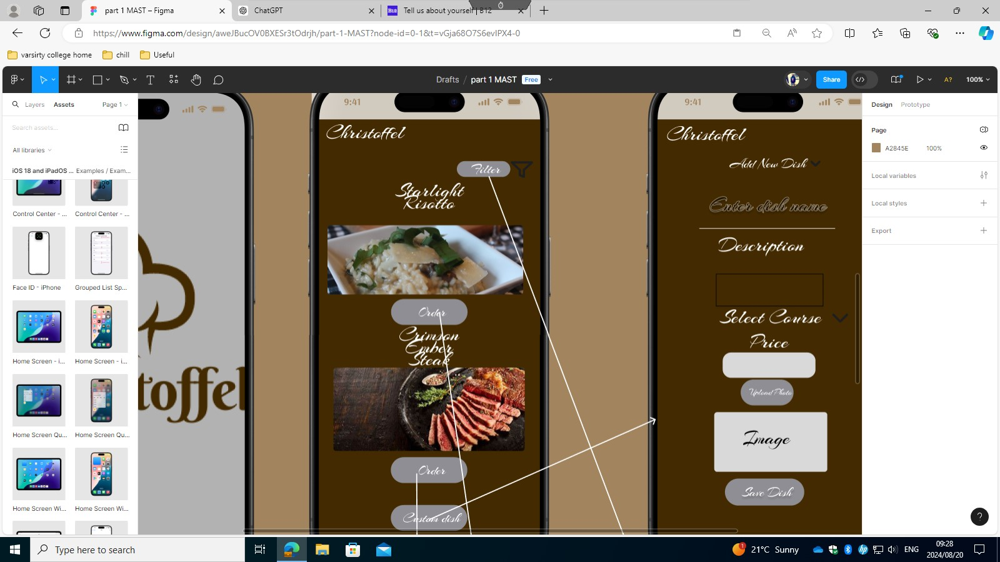 part 1 MAST – Figma
ChatGPT
B12
Tell us about yourself | B12
https://www.figma.com/design/aweJBucOV0BXESr3tOdrjh/part-1-MAST?node-id=0-1&t=vGja68O7S6evIPX4-0
varsirty college home
chill
Useful
Drafts / part 1 MAST
Free
Share
A?
100%
Layers
Assets
Page 1
Search assets...
All libraries
iOS 18 and iPadOS ...
Examples / Exam...
Control Center - ...
Control Center - ...
Face ID - iPhone
Grouped List Sp...
Home Screen - i...
Home Screen - i...
Home Screen Qu...
Home Screen Qu...
Home Screen Wi...
Home Screen Wi...
toffel
9:41
Christoffel
Filter
Starlight
Risotto
Order
Crimson
Ember
Steak
Order
Custom dish
9:41
Christoffel
Add New Dish
Enter dish name
Description
Select Course
Price
Upload Photo
Image
Save Dish
Design
Prototype
Page
A2845E
100%
Local variables
Local styles
Export
?
Type here to search
1
21°C Sunny
ENG
09:28
2024/08/20